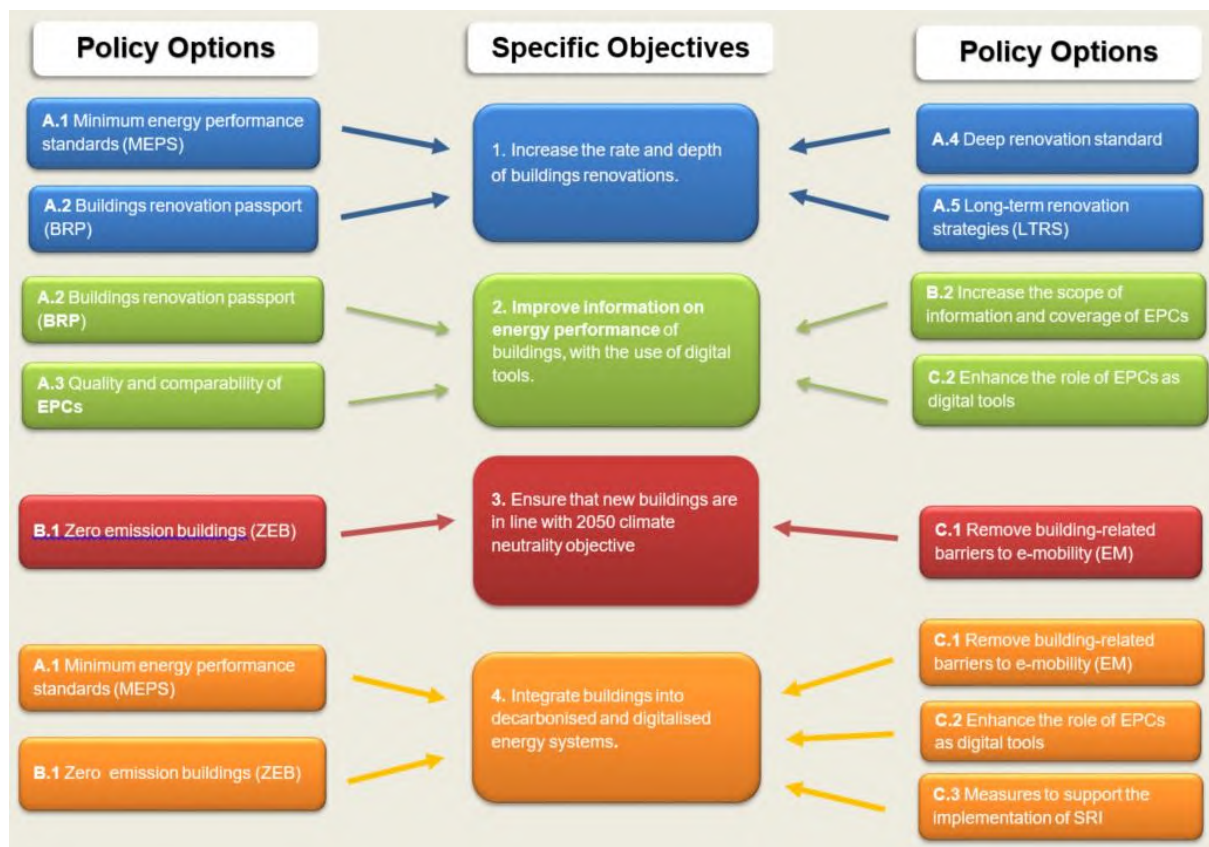 Policy Options
Specific Objectives
Policy Options
A.1 Minimum energy performance
standards (MEPS)
A.2 Buildings renovation passport
(BRP)
1. Increase the rate and depth
of buildings renovations.
A.4 Deep renovation standard
A.5 Long-term renovation
strategies (LTRS)
A.2 Buildings renovation passport
(BRP)
A.3 Quality and comparability of
EPCs
2. Improve information on
energy performance of
buildings, with the use of digital
tools.
B.2 Increase the scope of
information and coverage of EPCs
C.2 Enhance the role of EPCs as
digital tools
B.1 Zero emission buildings (ZEB)
3. Ensure that new buildings are
in line with 2050 climate
neutrality objective
C.1 Remove building-related
barriers to e-mobility (EM)
A.1 Minimum energy performance
standards (MEPS)
B.1 Zero emission buildings (ZEB)
4. Integrate buildings into
decarbonised and digitalised
energy systems.
C.1 Remove building-related
barriers to e-mobility (EM)
C.2 Enhance the role of EPCs
as digital tools
C.3 Measures to support the
implementation of SRI